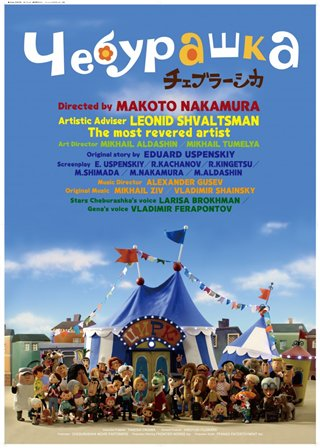 Чебурашка
チェブラーシカ
Directed by MAKOTO NAKAMURA
Artistic Adviser LEONID SHVALTSMAN
The most revered artist
Art Director MIKHAIL ALDASHIN / MIKHAIL TUMELYA
Original story by EDUARD USPENSKIY
Screenploy E. USPENSKIY / R.KACHANOV / R.KINGETSU /
M.SHIMADA / M.NAKAMURA / M.ALDASHIN
Music Director ALEXANDER GUSEV
Original Music MIKHAIL ZIV / VLADIMIR SHAINSKY
Stars Cheburashka's voice LARISA BROKHMAN /
Gena's voice VLADIMIR FERAPONTOV
ЦИРК